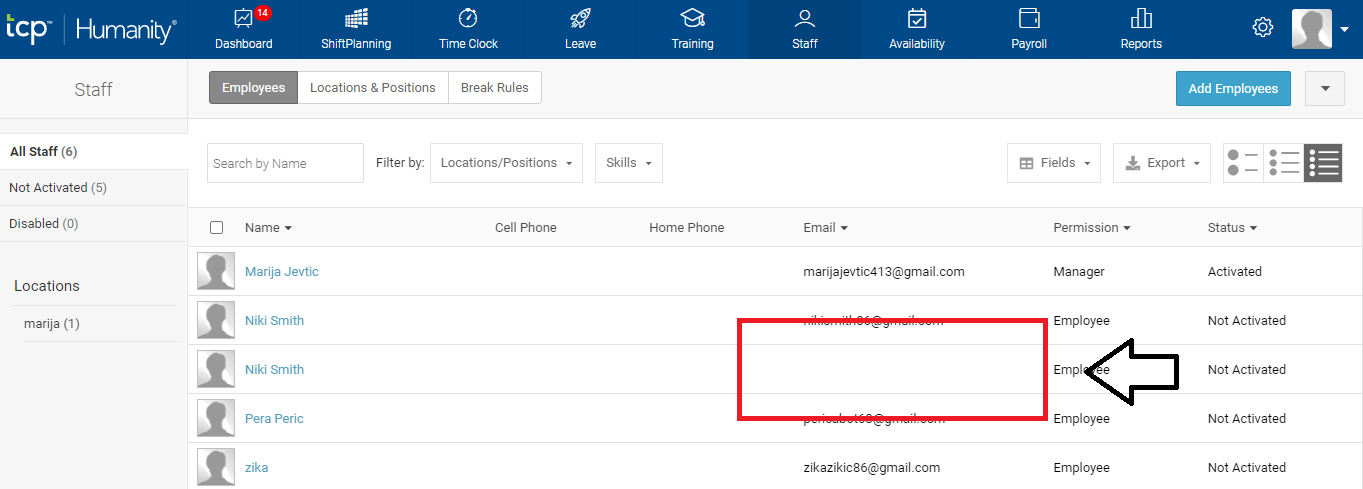 tcp Humanity®
14
Dashboard ShiftPlanning Time Clock Leave Training Staff Availability Payroll Reports
Staff
Employees Locations & Positions Break Rules Add Employees
All Staff (6)
Not Activated (5)
Disabled (0)
Locations
marija (1)
Search by Name Filter by: Locations/Positions Skills Fields Export
Name Cell Phone Home Phone Email Permission Status
Marija Jevtic marijajevtic413@gmail.com Manager Activated
Niki Smith Employee Not Activated
Niki Smith Employee Not Activated
Pera Peric Employee Not Activated
zika zikazikic86@gmail.com Employee Not Activated